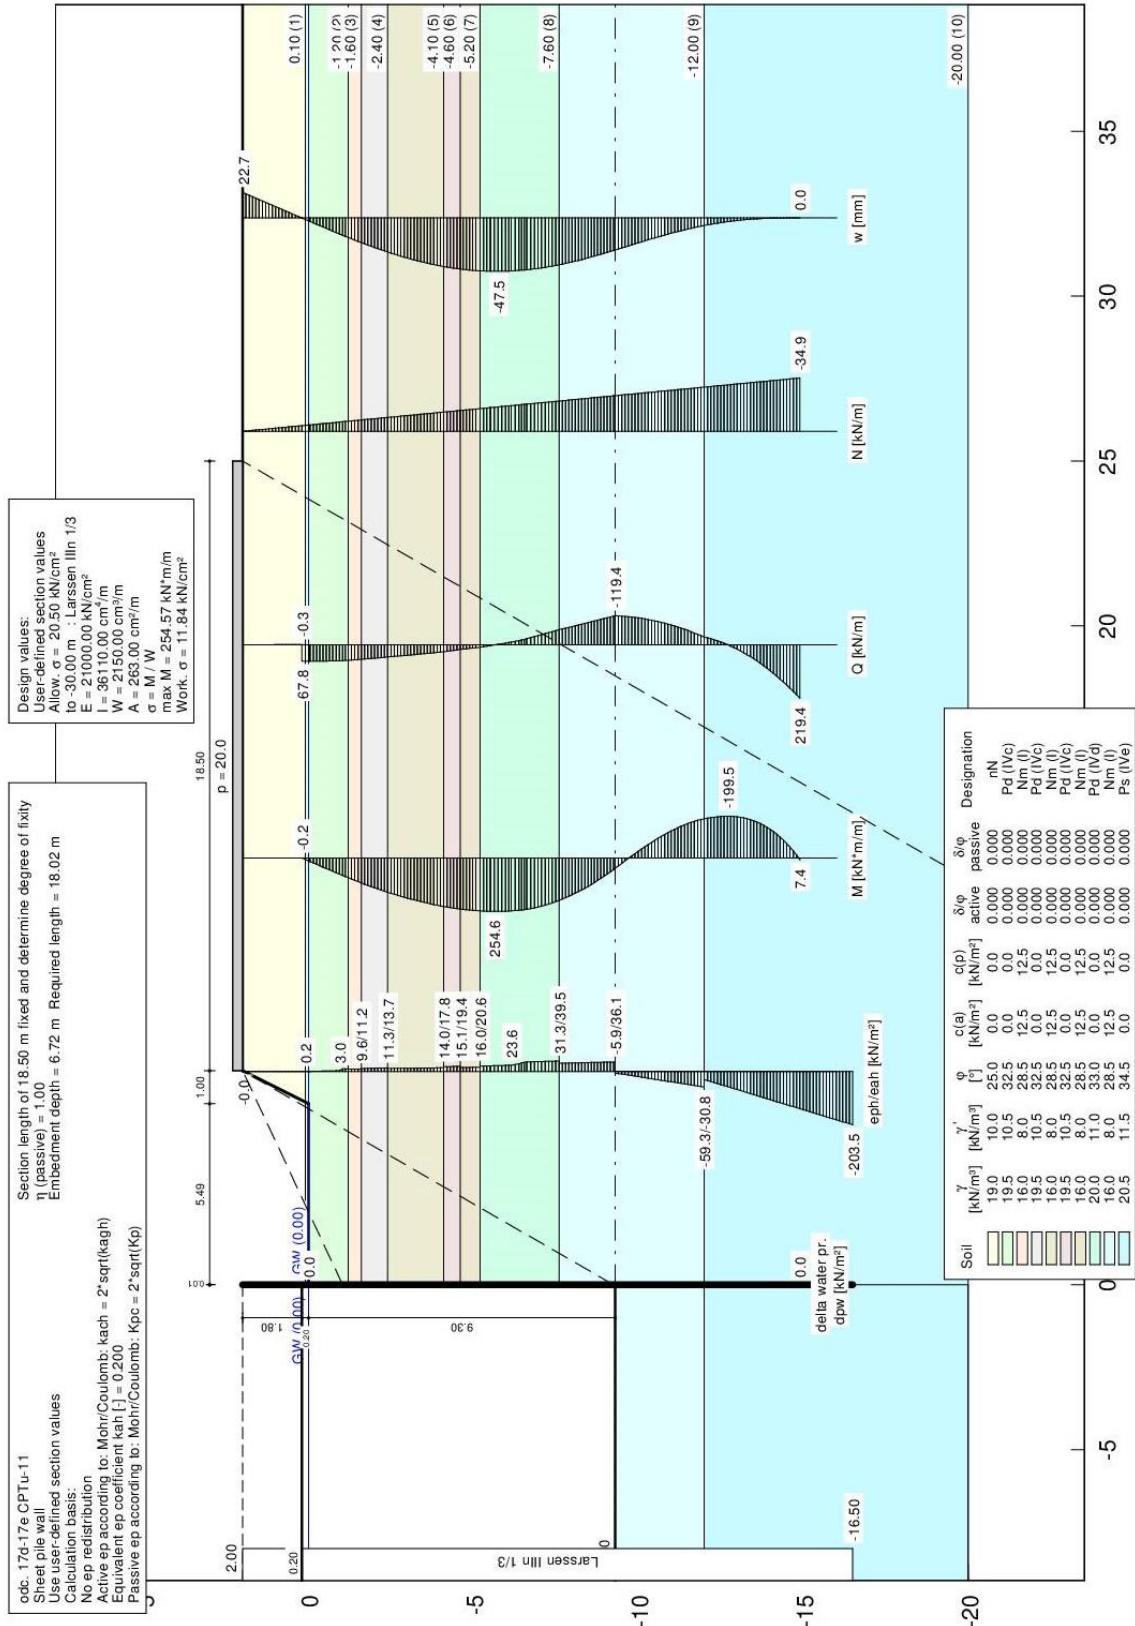 odc. 17d-17e CPTu-11
Sheet pile wall
Use user-defined section values
Calculation basis:
No ep redistribution
Active ep according to: Mohr/Coulomb: kach = 2*sqrt(kagh)
Equivalent ep coefficient kah [-] = 0.200
Passive ep according to: Mohr/Coulomb: Kpc = 2*sqrt(Kp)
Section length of 18.50 m fixed and determine degree of fixity
η (passive) = 1.00
Embedment depth = 6.72 m Required length = 18.02 m
Design values:
User-defined section values
Allow. σ = 20.50 kN/cm²
to -30.00 m : Larssen IIIn 1/3
E = 21000.00 kN/cm²
I = 36110.00 cm⁴/m
W = 2150.00 cm³/m
A = 263.00 cm²/m
σ = M / W
max M = 254.57 kN*m/m
Work. σ = 11.84 kN/cm²
0.01
5.49
1.00
18.50
p = 20.0
2.00
1.80
0.20
0.20
GW (0.00)
GW (0.00)
0.0
9.30
0
Larssen IIIn 1/3
-16.50
0.0
delta water pr.
dpw [kN/m²]
-0.0
0.2
3.0
9.6/11.2
11.3/13.7
14.0/17.8
15.1/19.4
16.0/20.6
23.6
31.3/39.5
-5.9/36.1
-59.3/-30.8
-203.5
eph/eah [kN/m²]
-0.2
254.6
-199.5
7.4
M [kN*m/m]
67.8
-0.3
-119.4
219.4
Q [kN/m]
-34.9
N [kN/m]
22.7
-47.5
0.0
w [mm]
0.10 (1)
-1.20 (2)
-1.60 (3)
-2.40 (4)
-4.10 (5)
-4.60 (6)
-5.20 (7)
-7.60 (8)
-12.00 (9)
-20.00 (10)
Soil γ γ' φ c(a) c(p) δ/φ δ/φ Designation
[kN/m³] [kN/m³] [°] [kN/m²] [kN/m²] active passive
19.0 10.0 25.0 0.0 0.0 0.000 0.000 nN
19.5 10.5 32.5 0.0 0.0 0.000 0.000 Pd (IVc)
16.0 8.0 28.5 12.5 12.5 0.000 0.000 Nm (I)
19.5 10.5 32.5 0.0 0.0 0.000 0.000 Pd (IVc)
16.0 8.0 28.5 12.5 12.5 0.000 0.000 Nm (I)
19.5 10.5 32.5 0.0 0.0 0.000 0.000 Pd (IVc)
16.0 8.0 28.5 12.5 12.5 0.000 0.000 Nm (I)
20.0 11.0 33.0 0.0 0.0 0.000 0.000 Pd (IVd)
16.0 8.0 28.5 12.5 12.5 0.000 0.000 Nm (I)
20.5 11.5 34.5 0.0 0.0 0.000 0.000 Ps (IVe)
0
-5
-10
-15
-20
-5
0
20
25
30
35